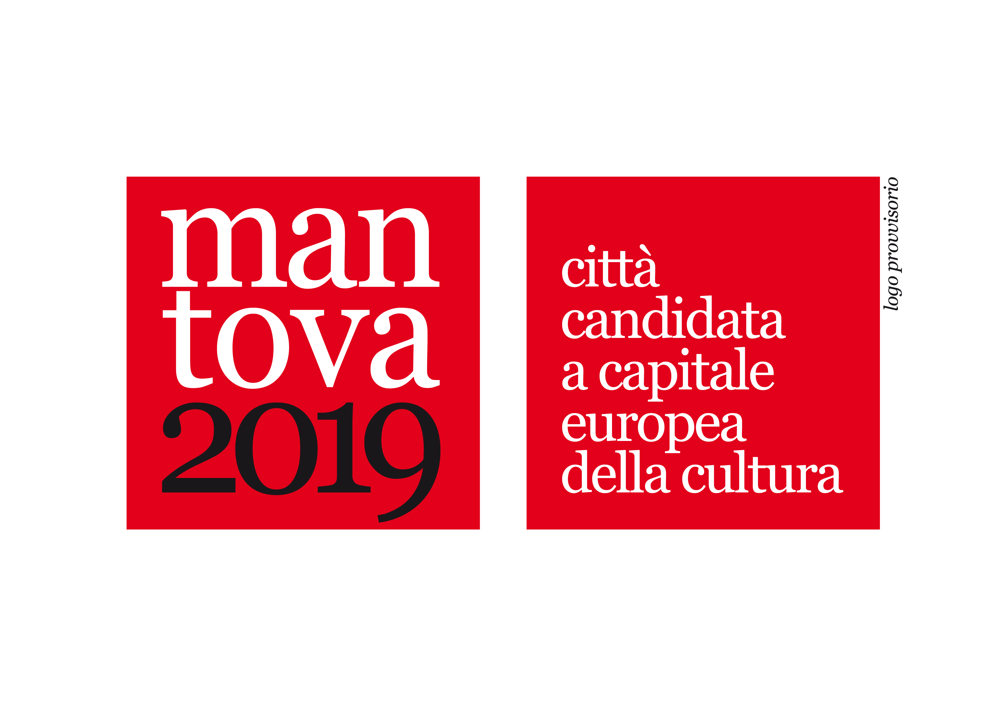 man
tova
2019
città
candidata
a capitale
europea
della cultura
logo provvisorio